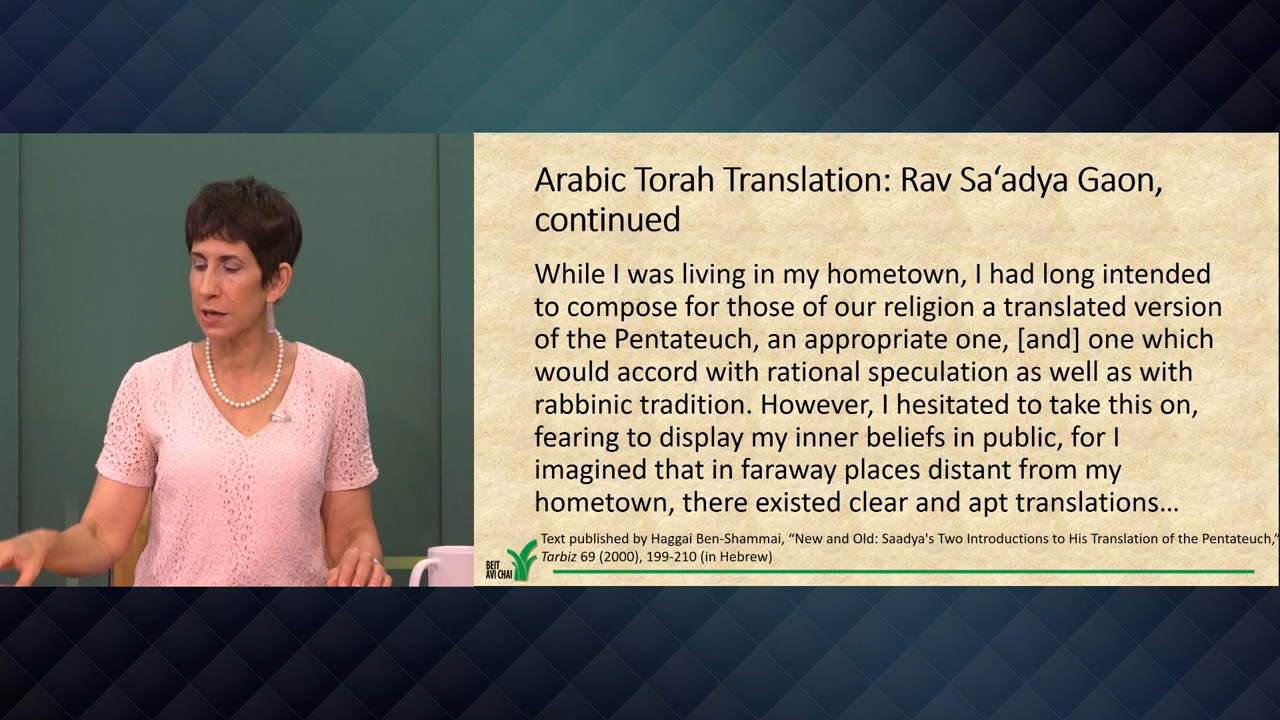 Arabic Torah Translation: Rav Sa‘adya Gaon,
continued
While I was living in my hometown, I had long intended
to compose for those of our religion a translated version
of the Pentateuch, an appropriate one, [and] one which
would accord with rational speculation as well as with
rabbinic tradition. However, I hesitated to take this on,
fearing to display my inner beliefs in public, for I
imagined that in faraway places distant from my
hometown, there existed clear and apt translations…
Text published by Haggai Ben-Shammai, “New and Old: Saadya's Two Introductions to His Translation of the Pentateuch,”
Tarbiz 69 (2000), 199-210 (in Hebrew)
BEIT
AVI CHAI